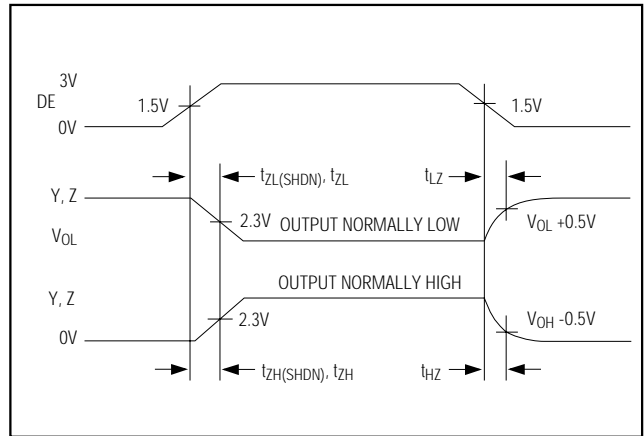 3V
DE
1.5V
1.5V
0V
tZL(SHDN), tZL
tLZ
Y, Z
2.3V
OUTPUT NORMALLY LOW
VOL +0.5V
VOL
OUTPUT NORMALLY HIGH
Y, Z
2.3V
VOH -0.5V
0V
tZH(SHDN), tZH
tHZ